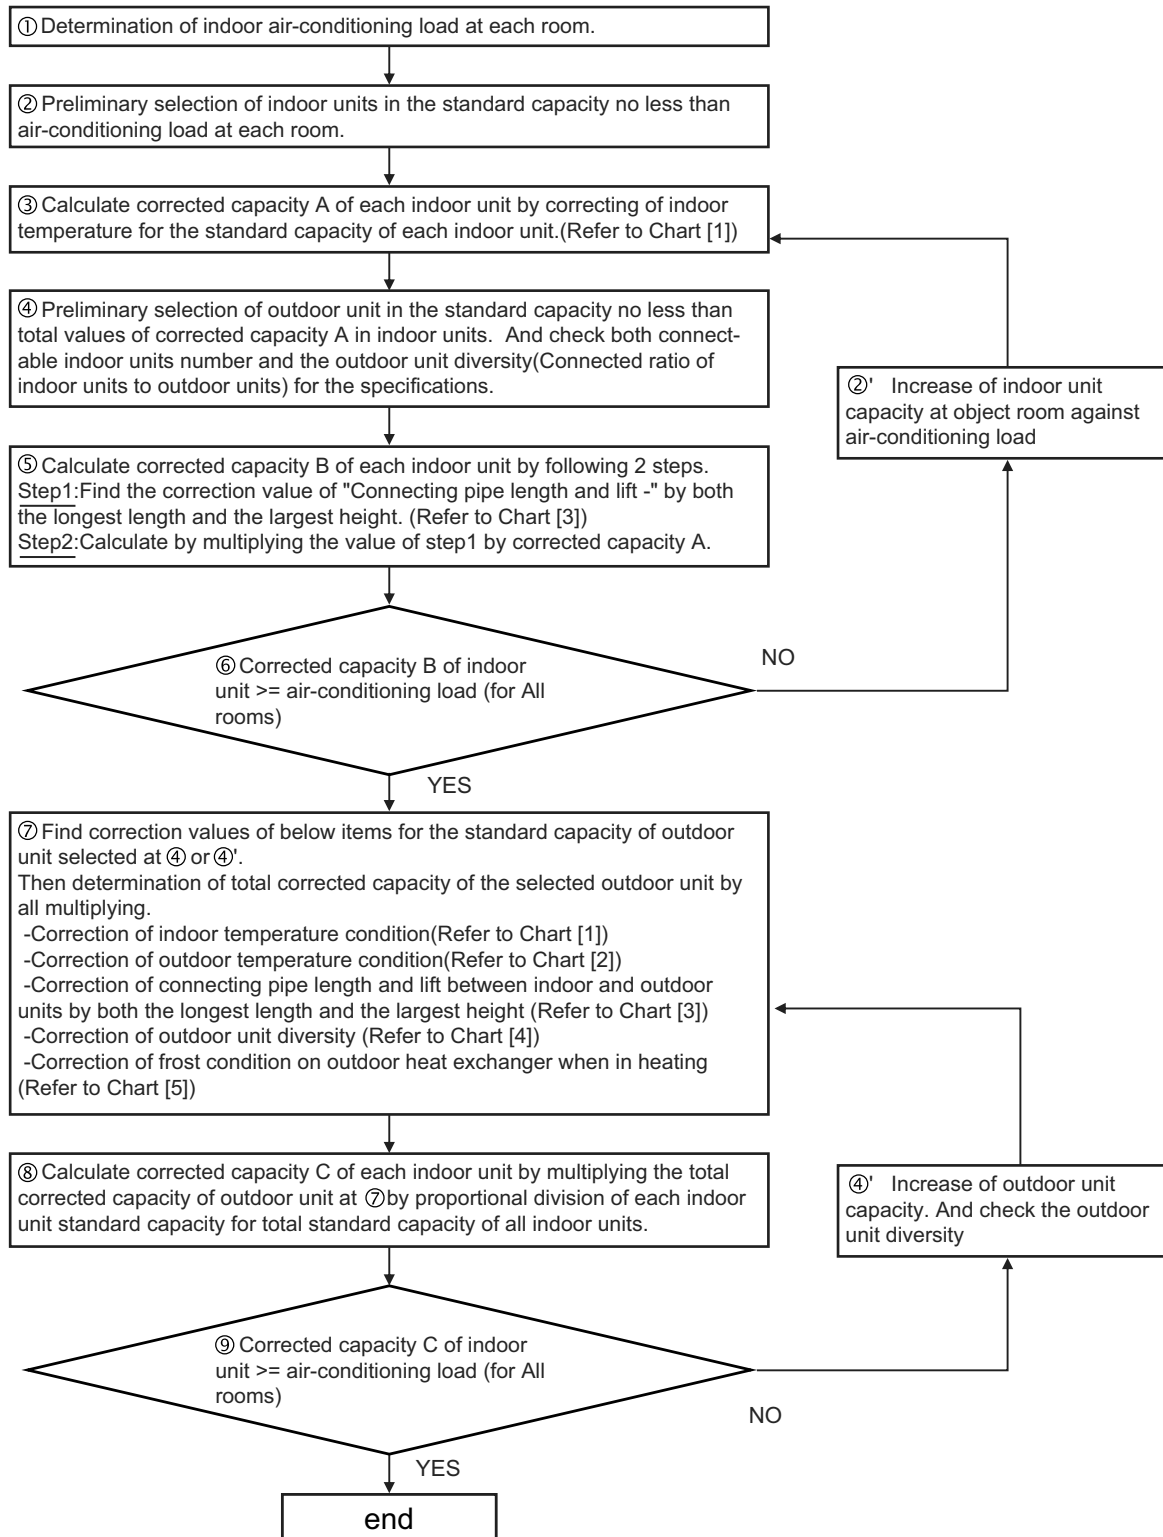 ①Determination of indoor air-conditioning load at each room.
②Preliminary selection of indoor units in the standard capacity no less than
air-conditioning load at each room.
③Calculate corrected capacity A of each indoor unit by correcting of indoor
temperature for the standard capacity of each indoor unit.(Refer to Chart [1])
④Preliminary selection of outdoor unit in the standard capacity no less than
total values of corrected capacity A in indoor units.  And check both connect-
able indoor units number and the outdoor unit diversity(Connected ratio of
indoor units to outdoor units) for the specifications.
②'  Increase of indoor unit
capacity at object room against
air-conditioning load
⑤Calculate corrected capacity B of each indoor unit by following 2 steps.
Step1:Find the correction value of "Connecting pipe length and lift -" by both
the longest length and the largest height. (Refer to Chart [3])
Step2:Calculate by multiplying the value of step1 by corrected capacity A.
⑥Corrected capacity B of indoor
unit >= air-conditioning load (for All
rooms)
NO
YES
⑦Find correction values of below items for the standard capacity of outdoor
unit selected at ④ or ④'.
Then determination of total corrected capacity of the selected outdoor unit by
all multiplying.
-Correction of indoor temperature condition(Refer to Chart [1])
-Correction of outdoor temperature condition(Refer to Chart [2])
-Correction of connecting pipe length and lift between indoor and outdoor
units by both the longest length and the largest height (Refer to Chart [3])
-Correction of outdoor unit diversity (Refer to Chart [4])
-Correction of frost condition on outdoor heat exchanger when in heating
(Refer to Chart [5])
⑧Calculate corrected capacity C of each indoor unit by multiplying the total
corrected capacity of outdoor unit at ⑦by proportional division of each indoor
unit standard capacity for total standard capacity of all indoor units.
④'  Increase of outdoor unit
capacity. And check the outdoor
unit diversity
⑨Corrected capacity C of indoor
unit >= air-conditioning load (for All
rooms)
NO
YES
end